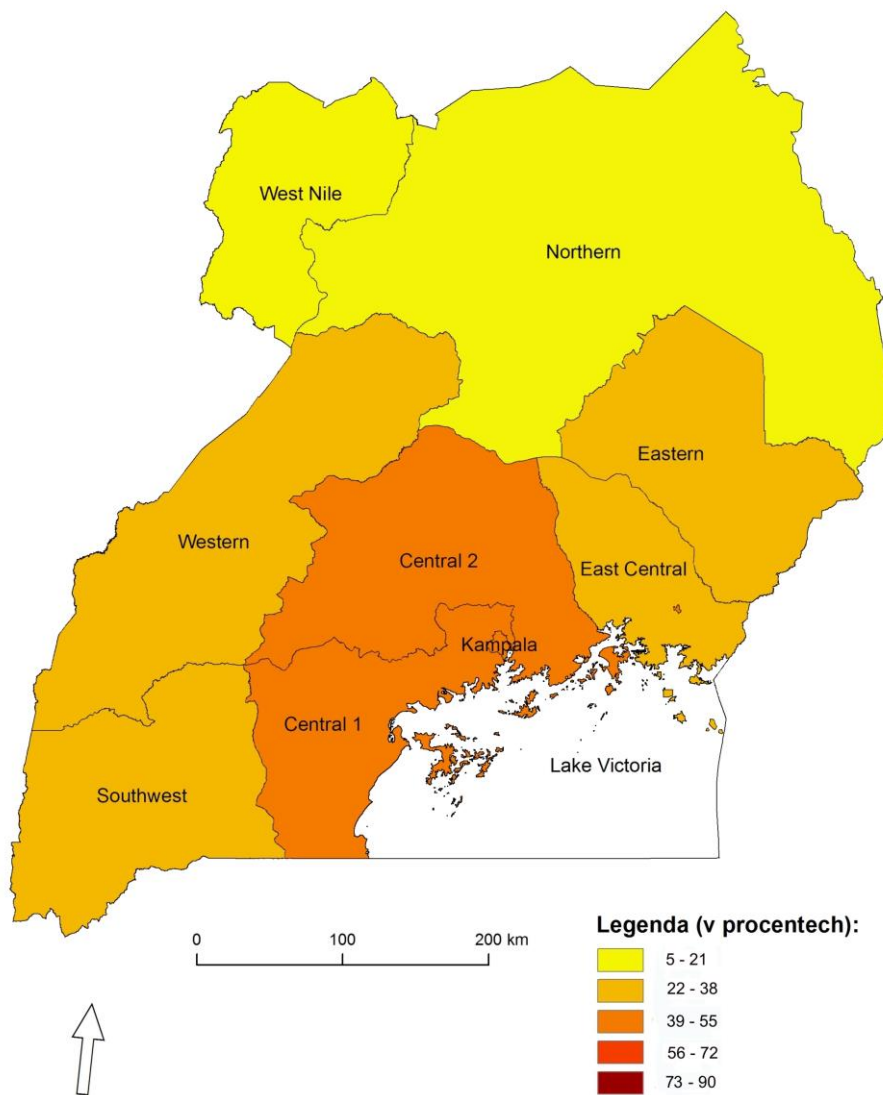 West Nile
Northern
Eastern
Western
Central 2
East Central
Kampala
Central 1
Lake Victoria
Southwest
0 100 200 km
Legenda (v procentech):
5 - 21
22 - 38
39 - 55
56 - 72
73 - 90